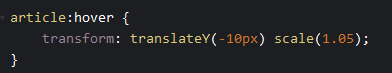 article:hover {
transform: translateY(-10px) scale(1.05);
}